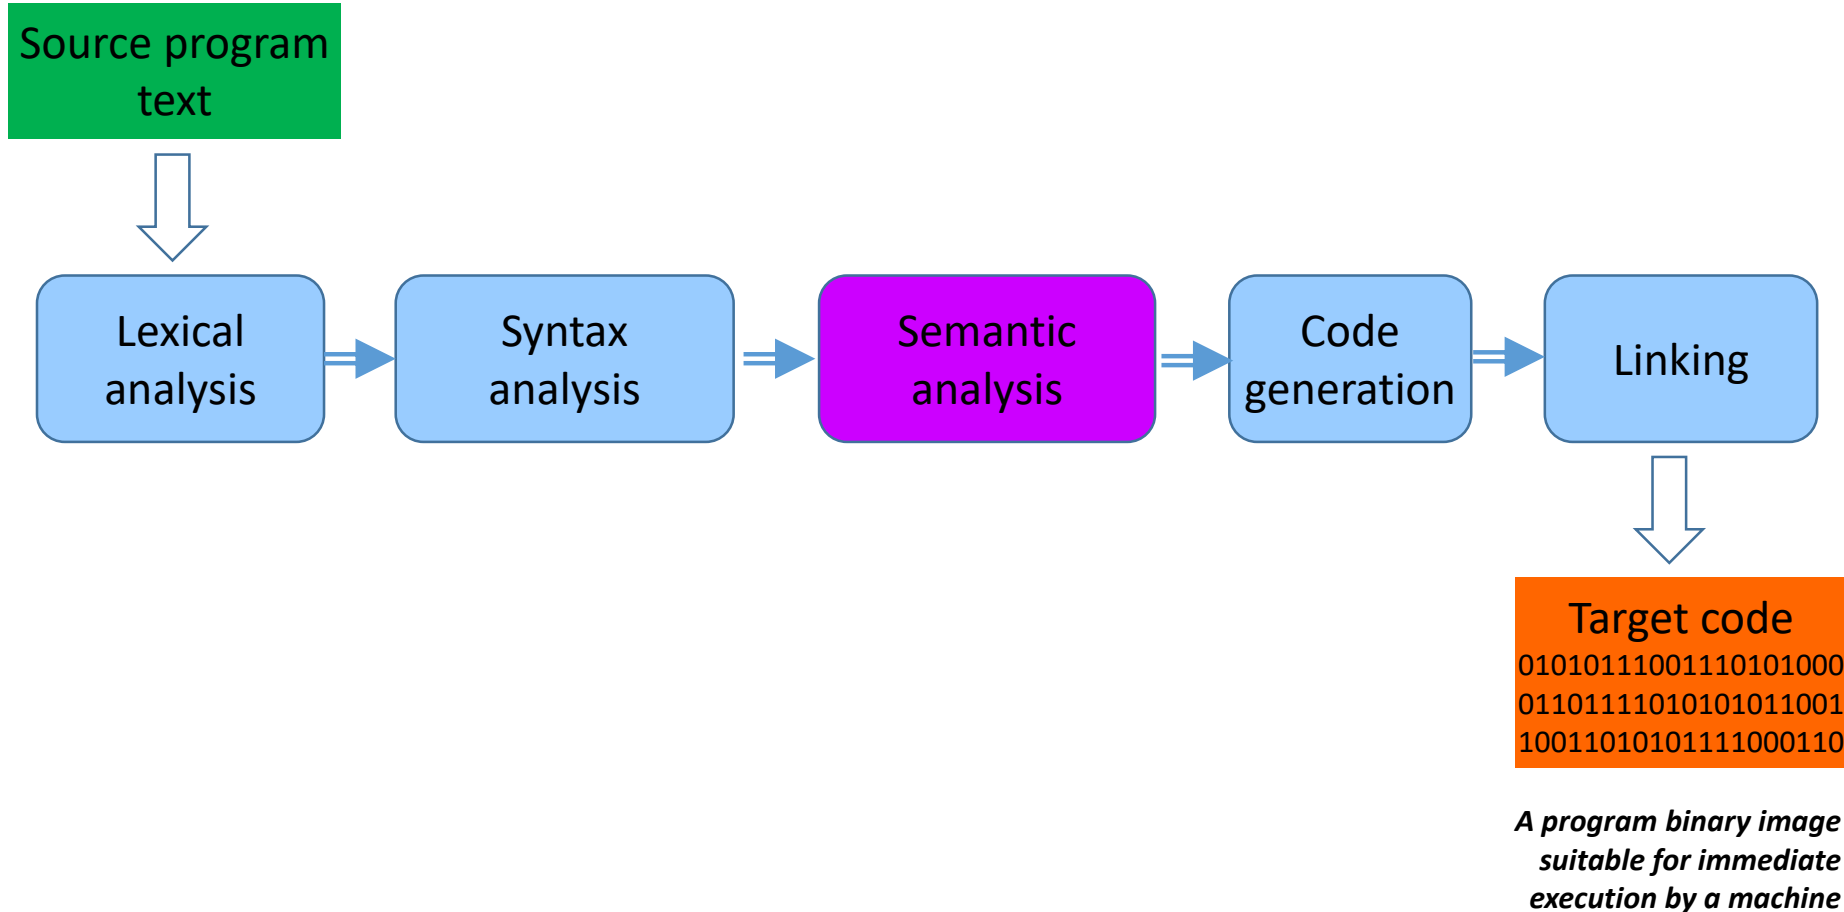 Source program
text
Lexical
analysis
Syntax
analysis
Semantic
analysis
Code
generation
Linking
Target code
01010111001110101000
01101111010101011001
10011010101111000110
A program binary image
suitable for immediate
execution by a machine